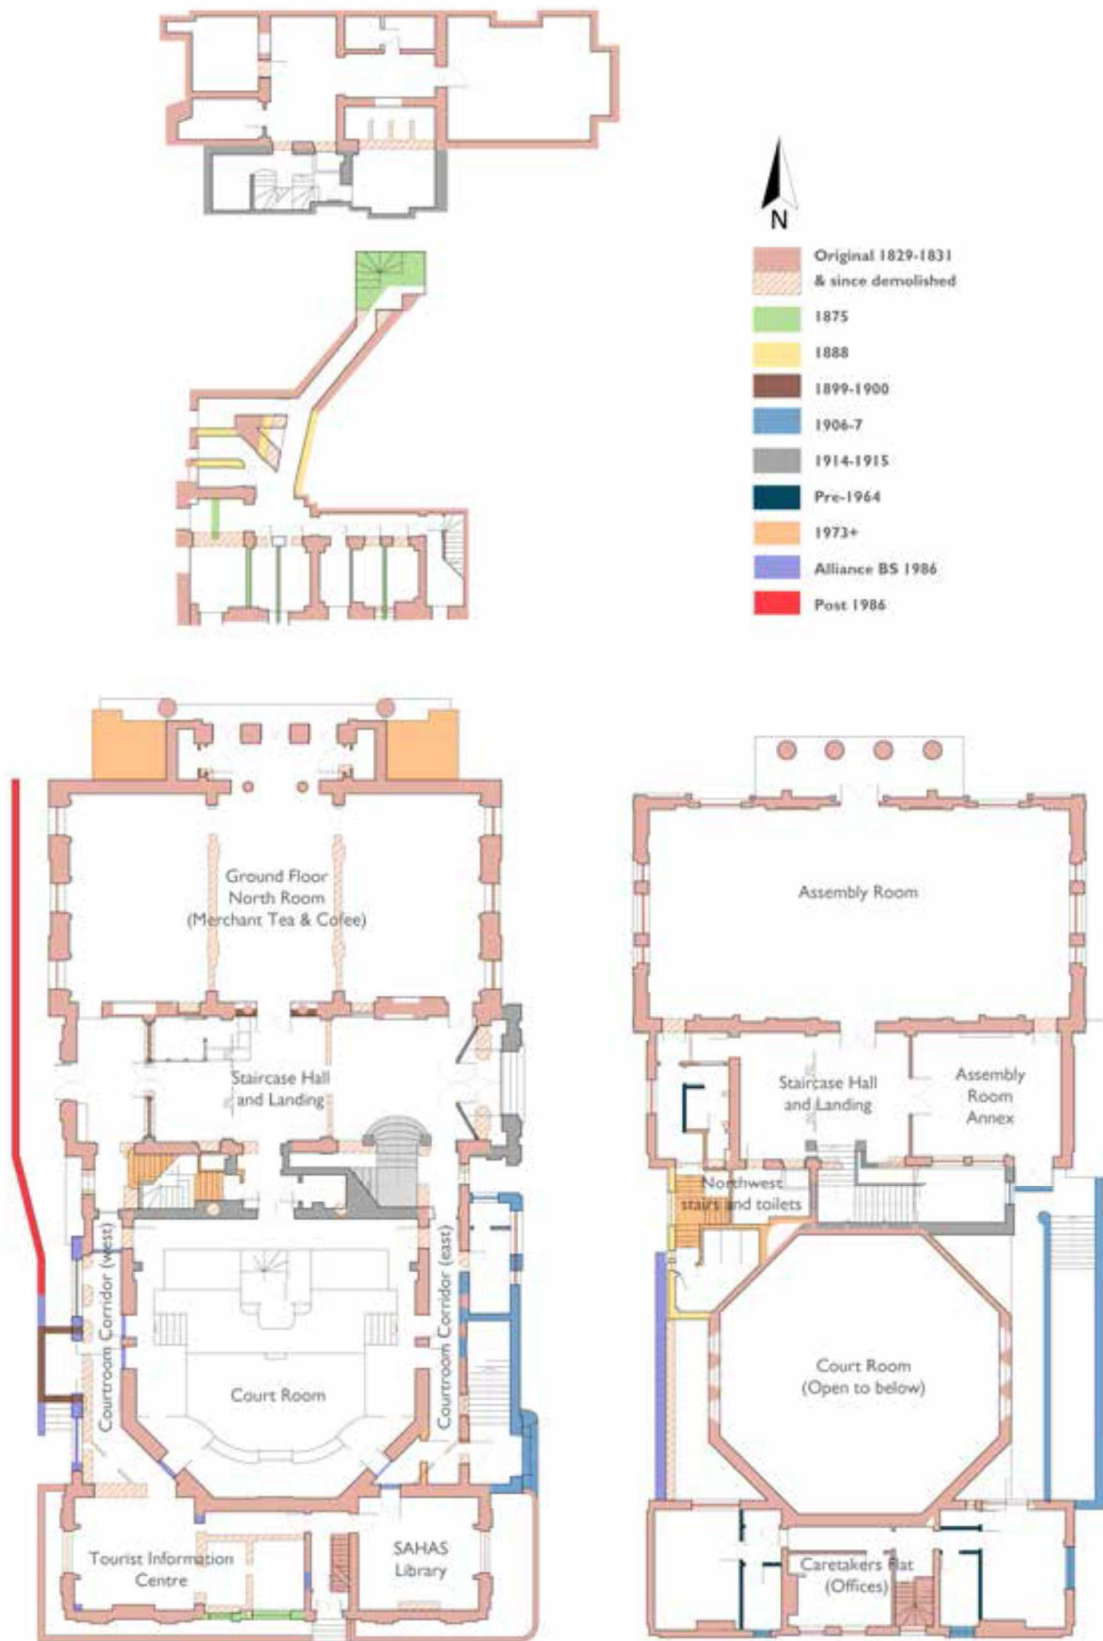 N
Original 1829-1831
& since demolished
1875
1888
1899-1900
1906-7
1914-1915
Pre-1964
1973+
Alliance BS 1986
Post 1986
Ground Floor
North Room
(Merchant Tea & Cofee)
Staircase Hall
and Landing
Courtroom Corridor (west)
Courtroom Corridor (east)
Court Room
Tourist Information
Centre
SAHAS
Library
Assembly Room
Staircase Hall
and Landing
Assembly
Room
Annex
Northwest
stairs and toilets
Court Room
(Open to below)
Caretakers Flat
(Offices)